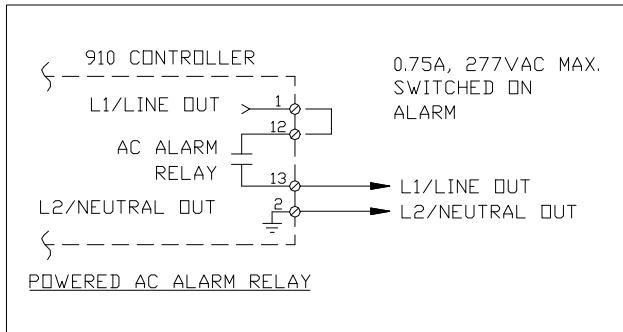 910 CONTROLLER
0.75A, 277VAC MAX.
SWITCHED ON
ALARM
L1/LINE OUT
1
12
AC ALARM
RELAY
13
L1/LINE OUT
L2/NEUTRAL OUT
2
L2/NEUTRAL OUT
POWERED AC ALARM RELAY